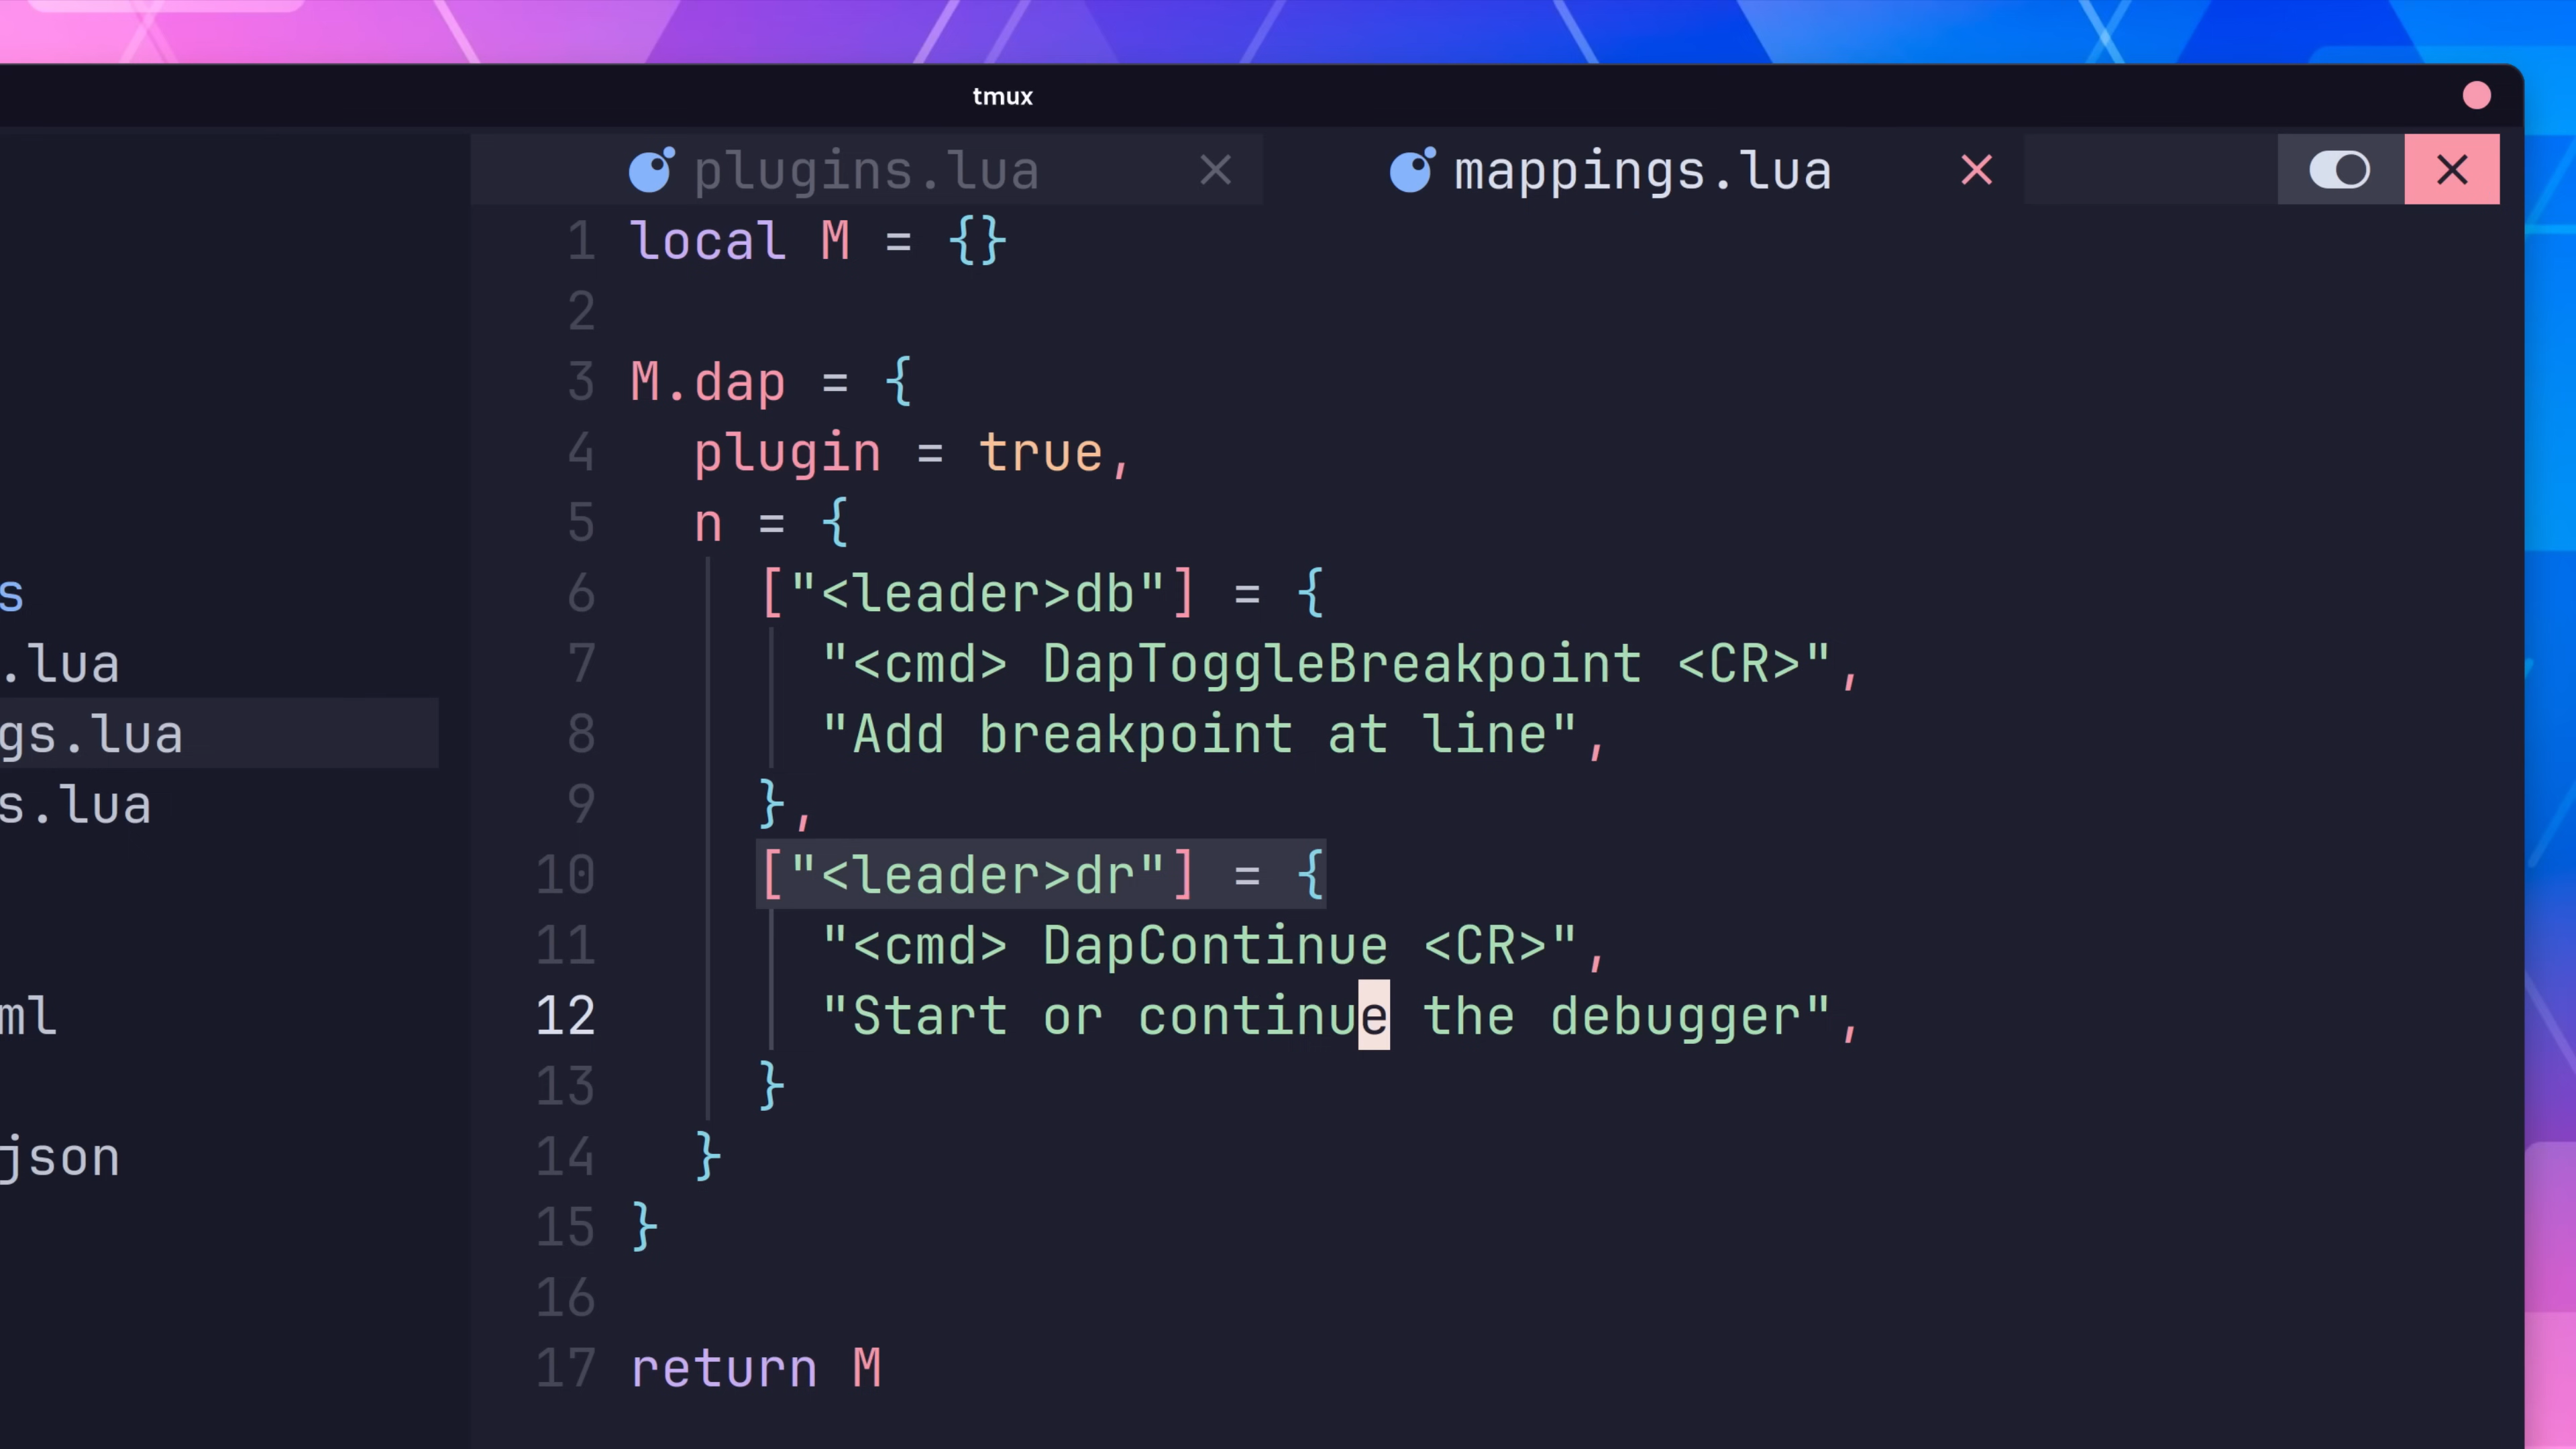 tmux
plugins.lua
mappings.lua
1 local M = {}
2
3 M.dap = {
4 plugin = true,
5 n = {
6 ["<leader>db"] = {
7 "<cmd> DapToggleBreakpoint <CR>",
8 "Add breakpoint at line",
9 },
10 ["<leader>dr"] = {
11 "<cmd> DapContinue <CR>",
12 "Start or continue the debugger",
13 }
14 }
15 }
16
17 return M
s
.lua
gs.lua
s.lua
ml
json